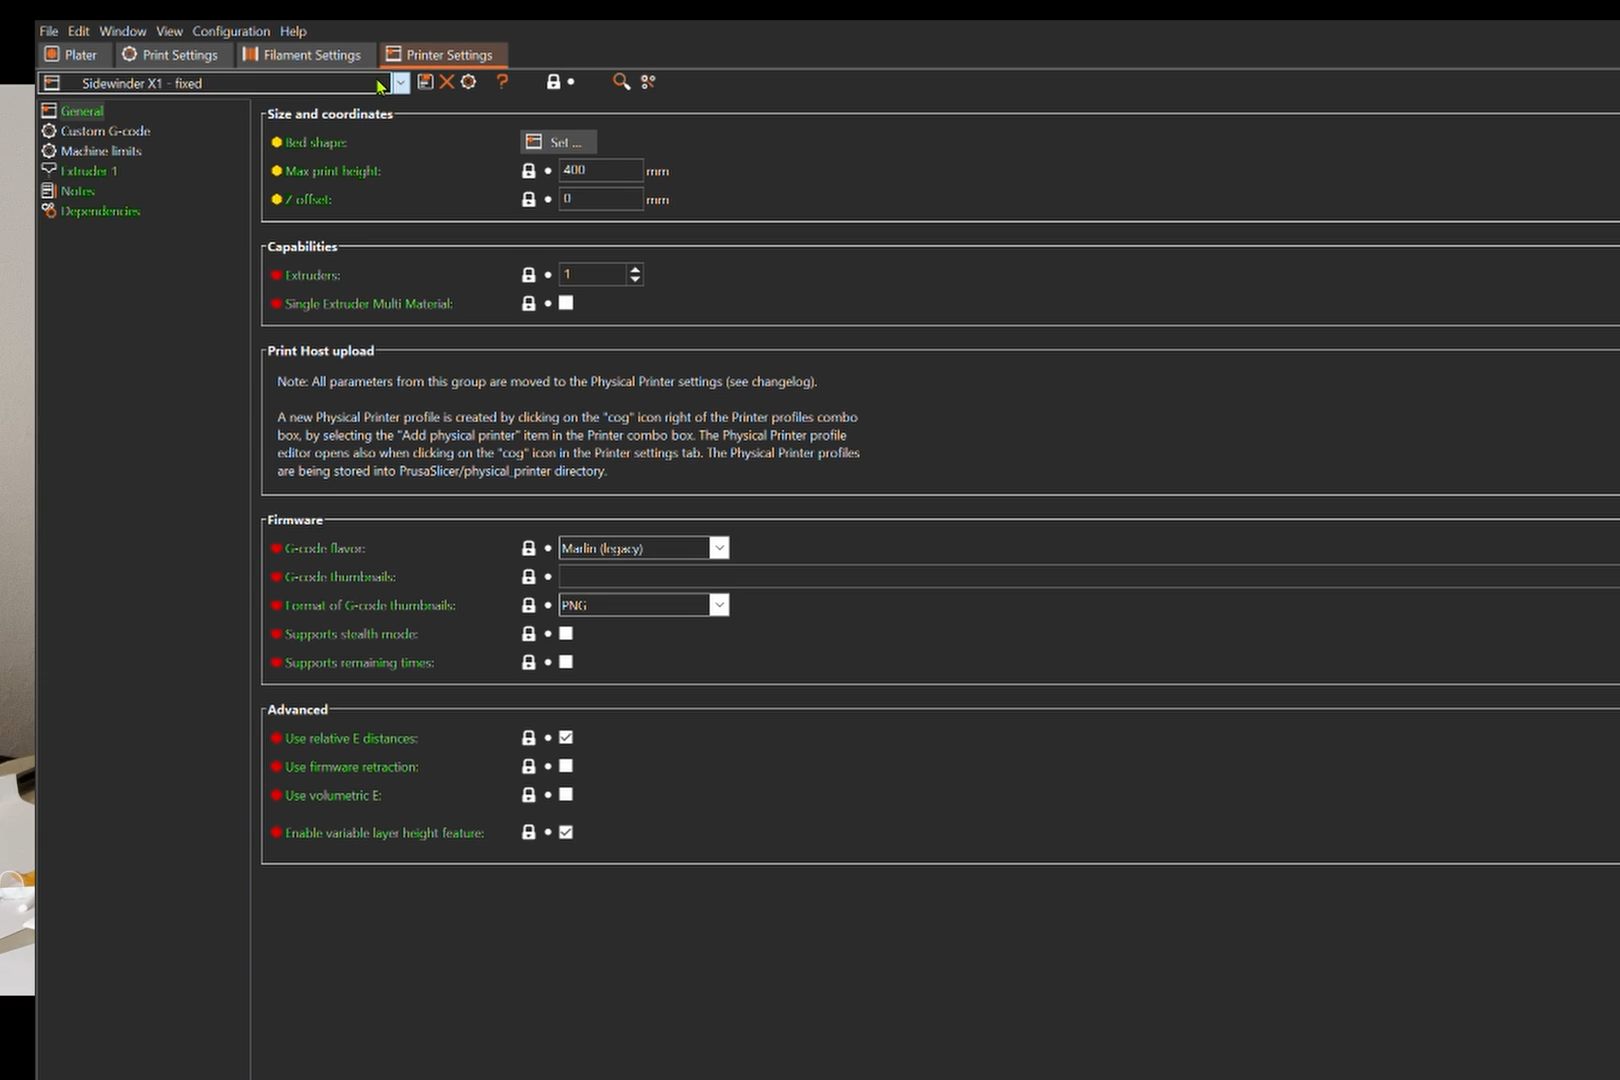 File Edit Window View Configuration Help
Plater Print Settings Filament Settings Printer Settings
Sidewinder X1 - fixed
General
Custom G-code
Machine limits
Extruder 1
Notes
Dependencies
Size and coordinates
Bed shape: Set ...
Max print height: 400 mm
Z offset: 0 mm
Capabilities
Extruders: 1
Single Extruder Multi Material:
Print Host upload
Note: All parameters from this group are moved to the Physical Printer settings (see changelog).
A new Physical Printer profile is created by clicking on the "cog" icon right of the Printer profiles combo
box, by selecting the "Add physical printer" item in the Printer combo box. The Physical Printer profile
editor opens also when clicking on the "cog" icon in the Printer settings tab. The Physical Printer profiles
are being stored into PrusaSlicer/physical_printer directory.
Firmware
G-code flavor: Marlin (legacy)
G-code thumbnails:
Format of G-code thumbnails: PNG
Supports stealth mode:
Supports remaining times:
Advanced
Use relative E distances:
Use firmware retraction:
Use volumetric E:
Enable variable layer height feature: